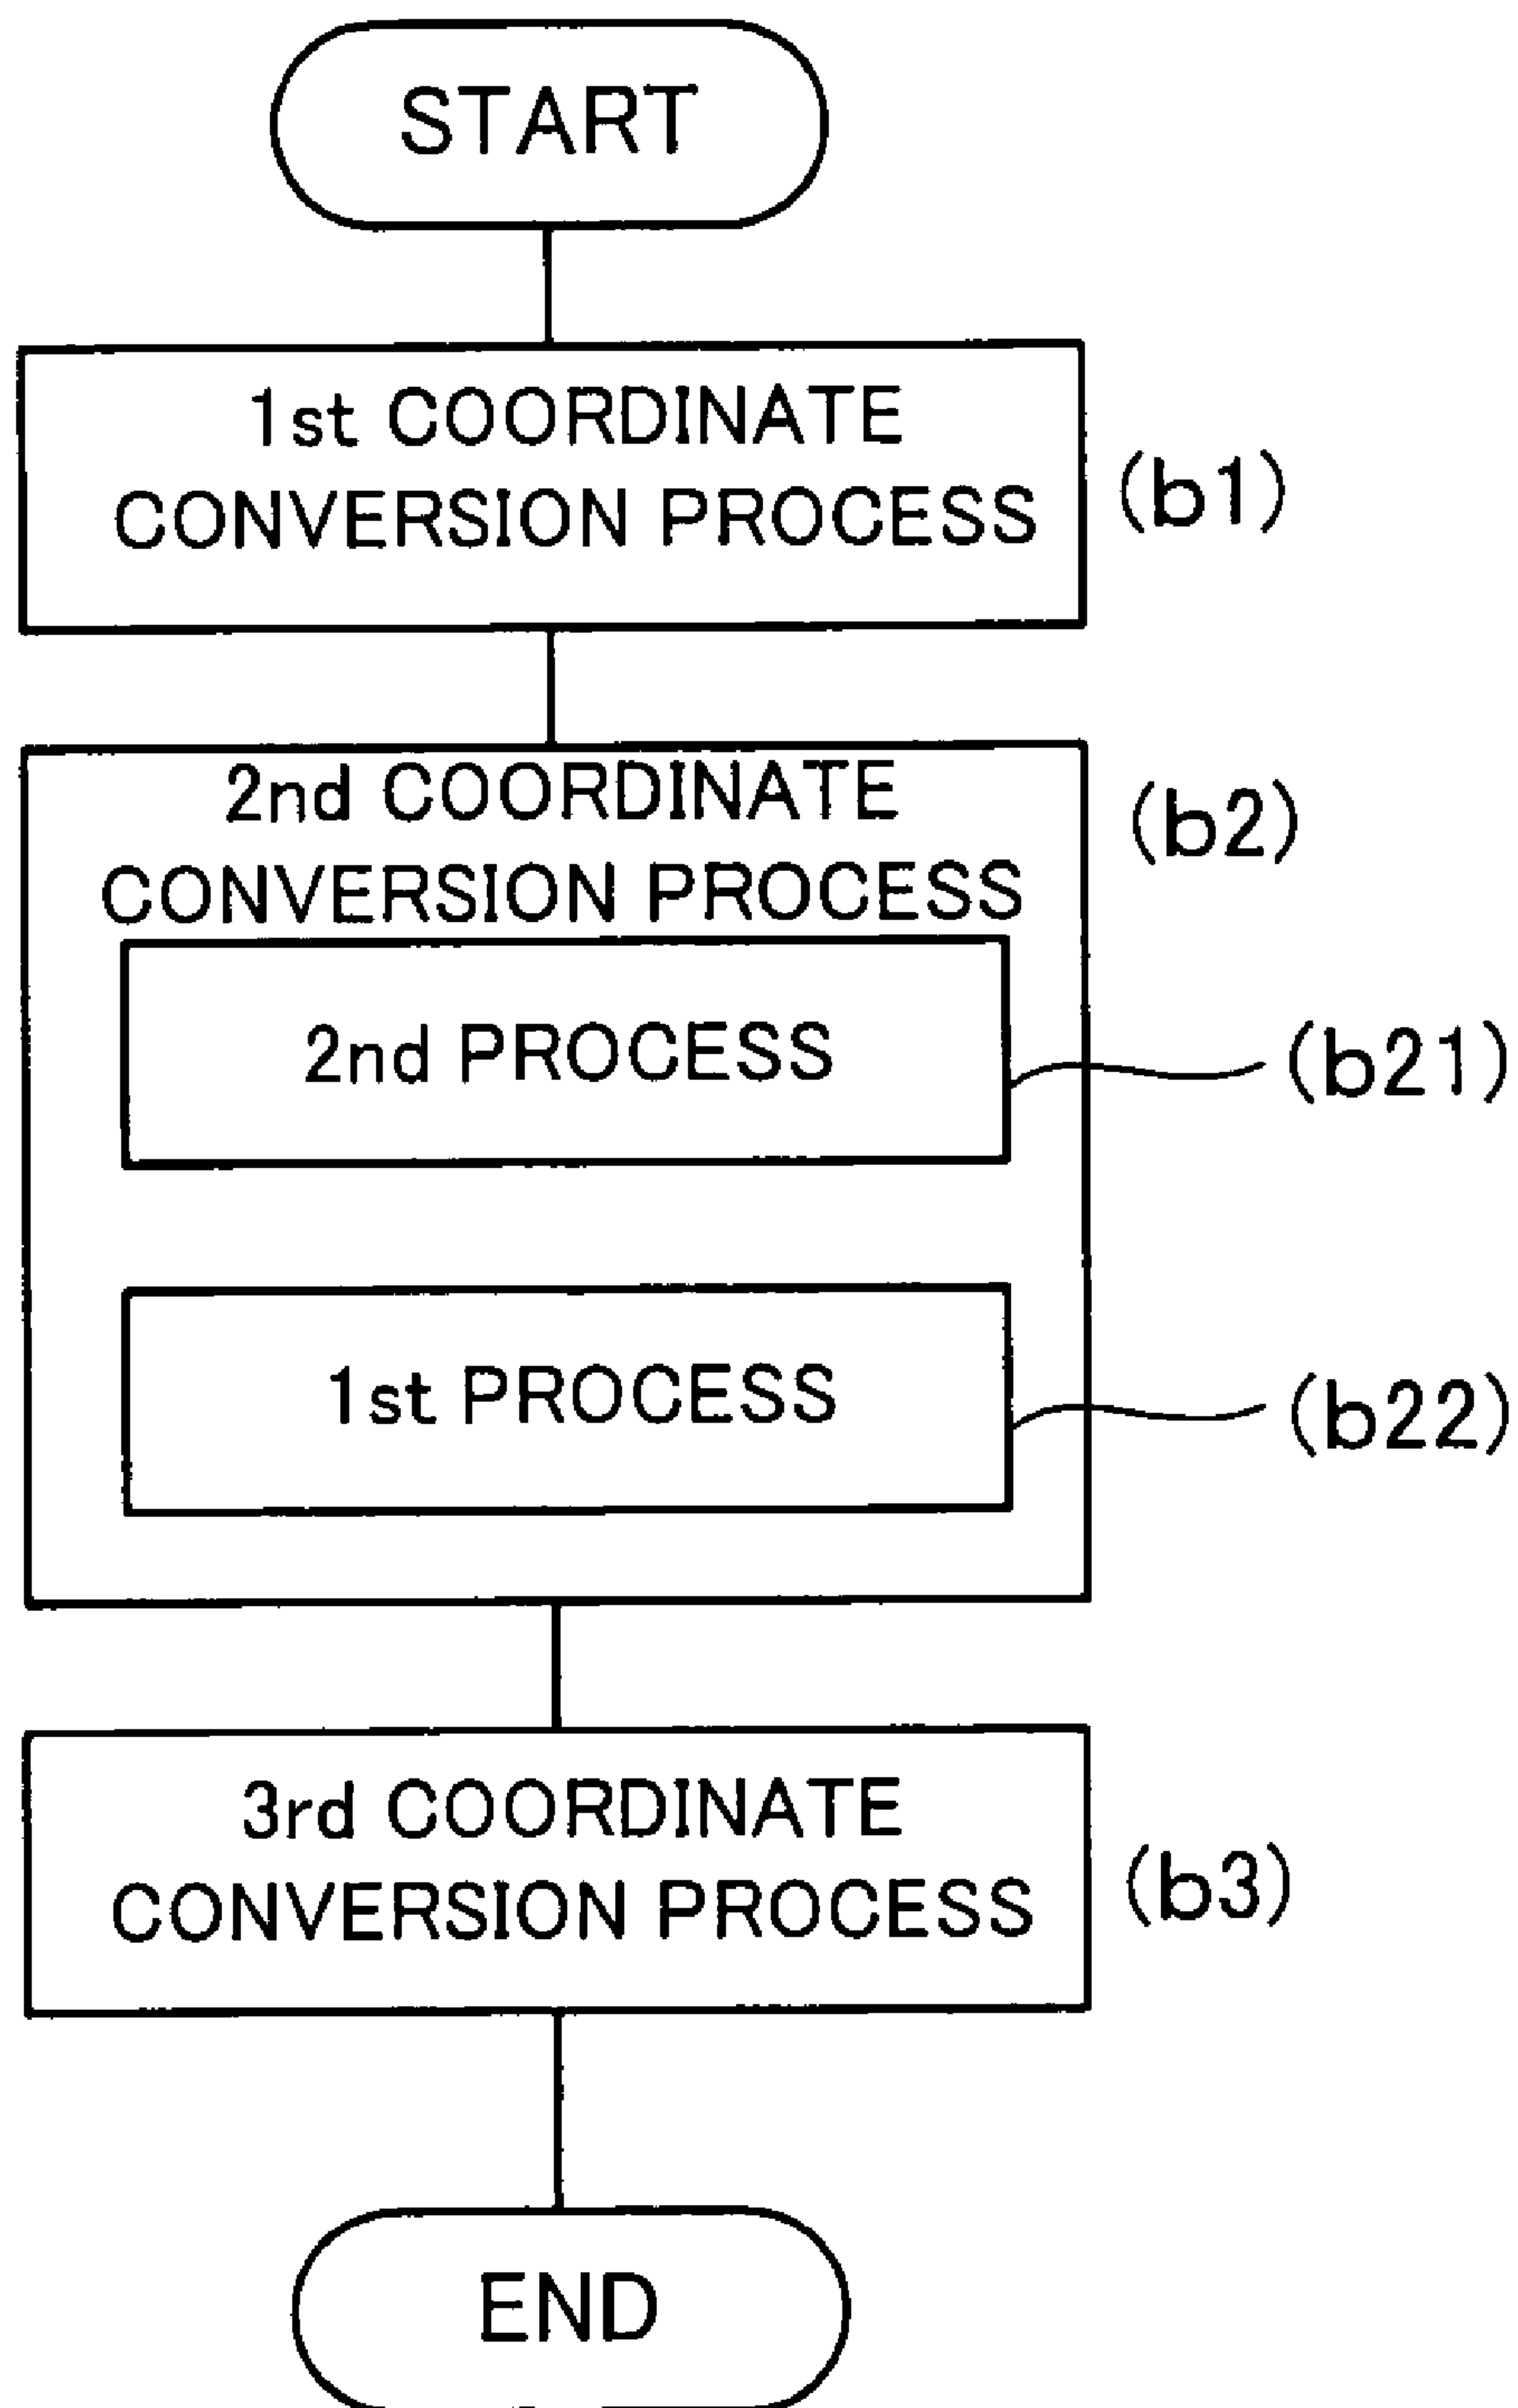 START
1st COORDINATE
CONVERSION PROCESS
(b1)
2nd COORDINATE
CONVERSION PROCESS
(b2)
2nd PROCESS
(b21)
1st PROCESS
(b22)
3rd COORDINATE
CONVERSION PROCESS
(b3)
END